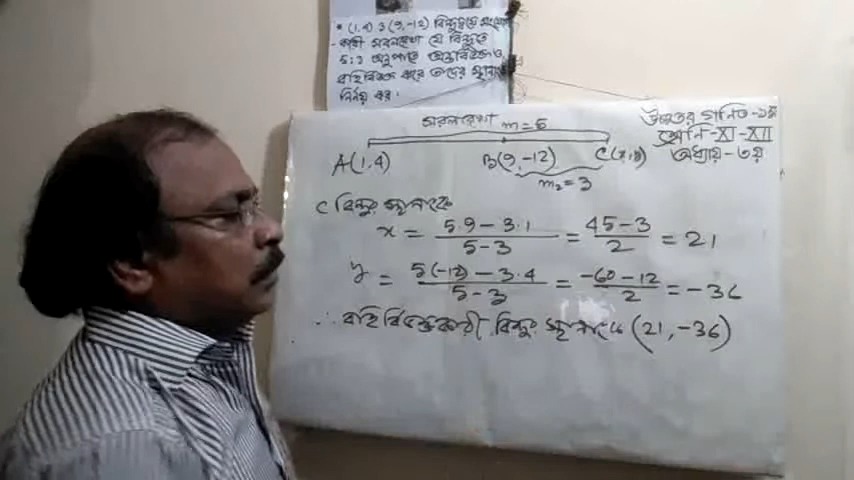 * (1,4) ও (9,-12) বিন্দুদ্বয়ে সংযোগ
- কারী সরলরেখা যে বিন্দুতে
5:3 অনুপাতে অন্তর্বিভক্ত ও
বহির্বিভক্ত করে তাদের স্থানাঙ্ক
নির্ণয় কর।
উচ্চতর গণিত-১ম
শ্রেণি-XI-XII
অধ্যায়-৩য়
সরলরেখা m=5
A(1,4) B(9,-12) C(x,y)
m2=3
C বিন্দুর স্থানাংক
x = 5.9-3.1/5-3 = 45-3/2 = 21
y = 5(-12)-3.4/5-3 = -60-12/2 = -36
∴ বহির্বিভক্তকারী বিন্দুর স্থানাংক (21,-36)